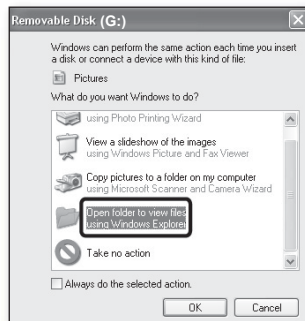 Removable Disk (G:)
Windows can perform the same action each time you insert
a disk or connect a device with this kind of file:
Pictures
What do you want Windows to do?
using Photo Printing Wizard
View a slideshow of the images
using Windows Picture and Fax Viewer
Copy pictures to a folder on my computer
using Microsoft Scanner and Camera Wizard
Open folder to view files
using Windows Explorer
Take no action
Always do the selected action.
OK Cancel